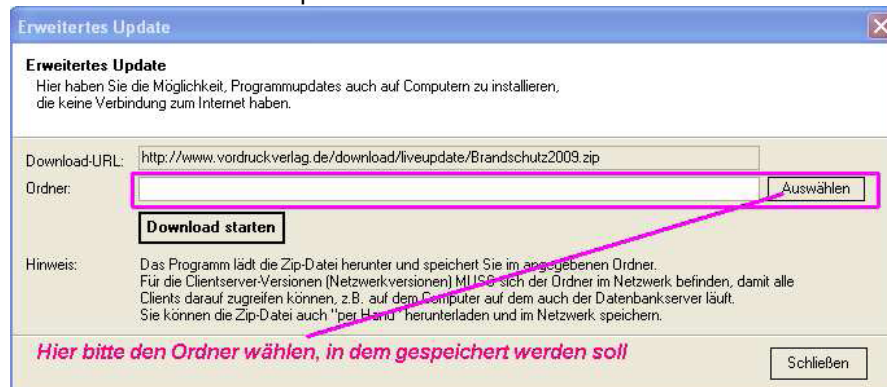 Erweitertes Update
Erweitertes Update
Hier haben Sie die Möglichkeit, Programmupdates auch auf Computern zu installieren,
die keine Verbindung zum Internet haben.
Download-URL: http://www.vordruckverlag.de/download/liveupdate/Brandschutz2009.zip
Ordner: Auswählen
Download starten
Hinweis: Das Programm lädt die Zip-Datei herunter und speichert Sie im angegebenen Ordner.
Für die Clientserver-Versionen (Netzwerkversionen) MUSS sich der Ordner im Netzwerk befinden, damit alle
Clients darauf zugreifen können, z.B. auf dem Computer auf dem auch der Datenbankserver läuft.
Sie können die Zip-Datei auch "per Hand" herunterladen und im Netzwerk speichern.
Hier bitte den Ordner wählen, in dem gespeichert werden soll
Schließen